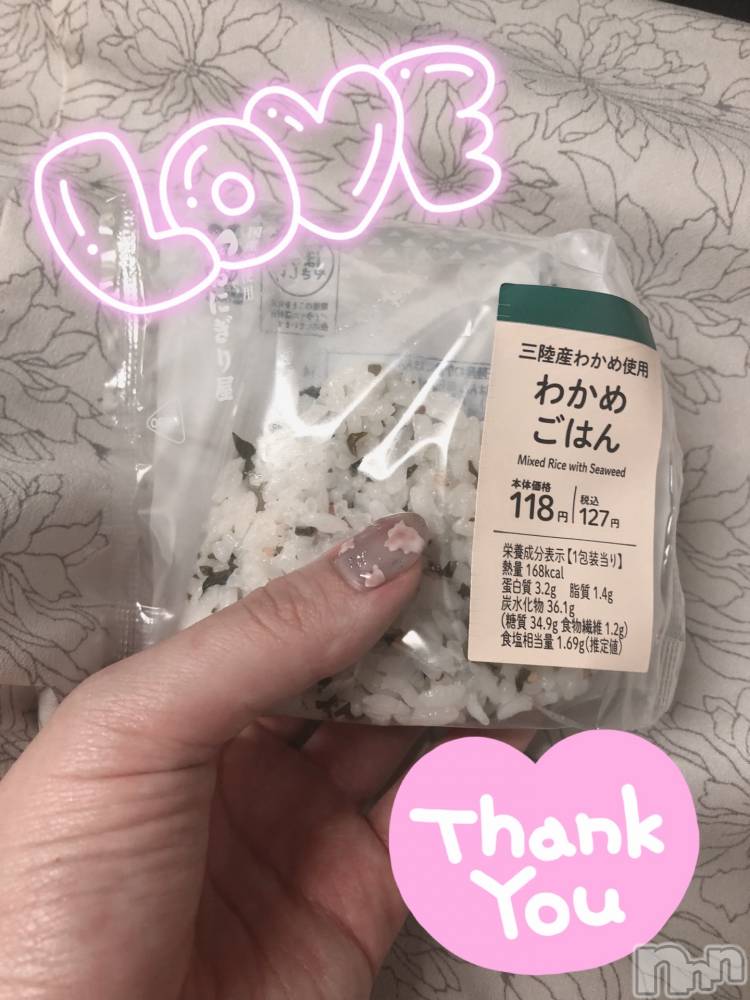 LOVE
にぎり屋
三陸産わかめ使用
わかめ
ごはん
Mixed Rice with Seaweed
本体価格
118円
税込
127円
栄養成分表示【1包装当り】
熱量 168kcal
蛋白質 3.2g 脂質 1.4g
炭水化物 36.1g
(糖質 34.9g 食物繊維 1.2g)
食塩相当量 1.69g(推定値)
Thank
You
nnn